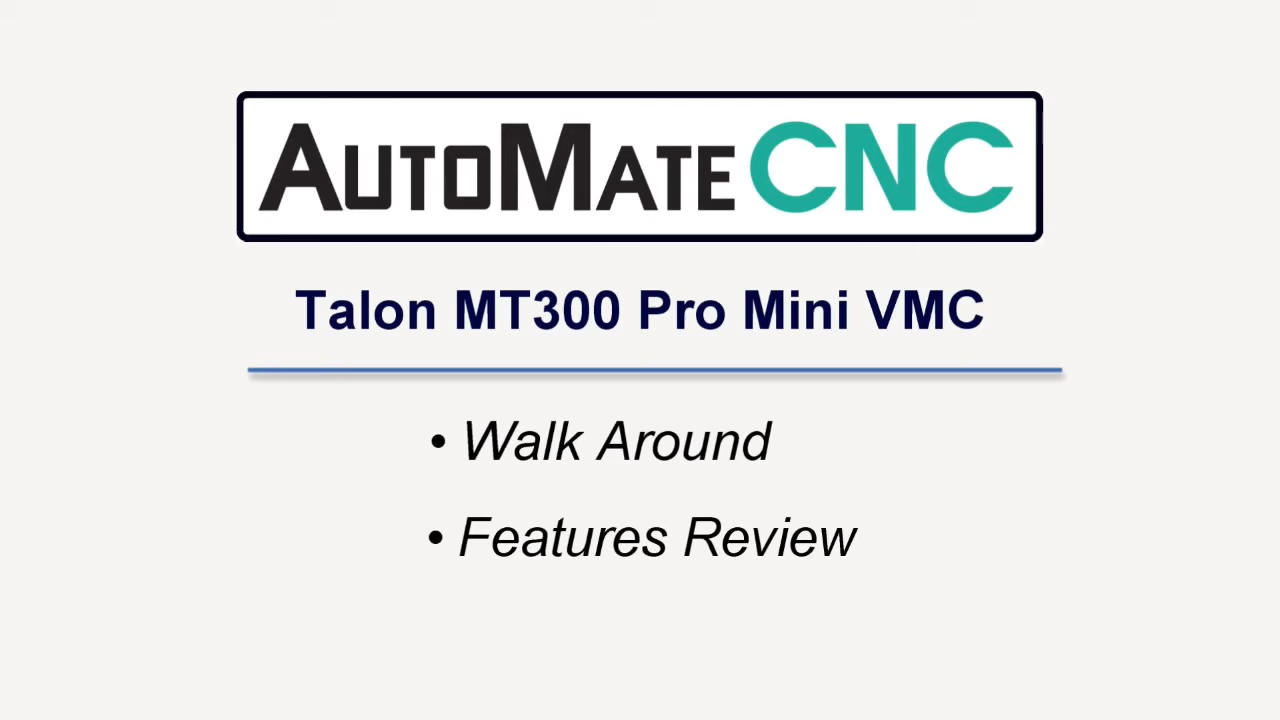 AUTOMATE CNC
Talon MT300 Pro Mini VMC
• Walk Around
• Features Review